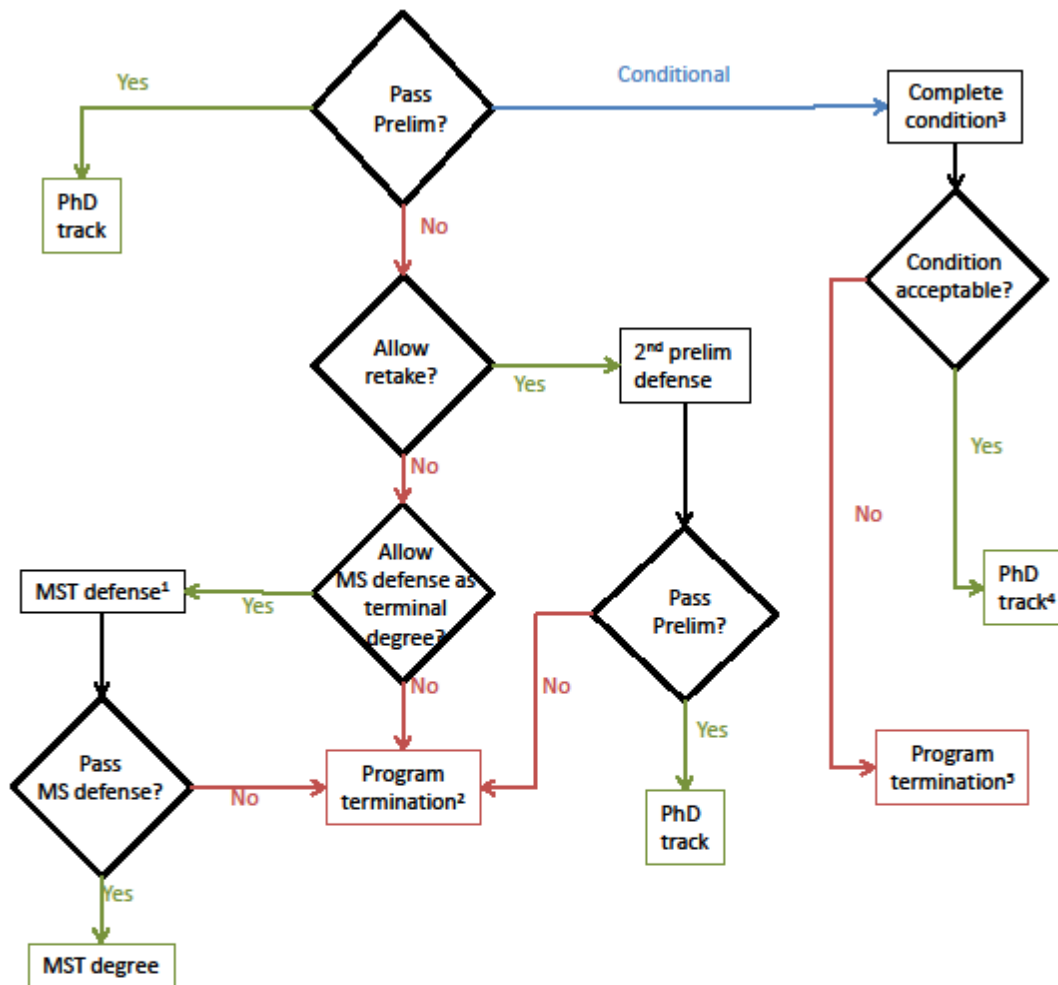 Yes
Pass
Prelim?
Conditional
Complete
condition³
PhD
track
No
Condition
acceptable?
Allow
retake?
Yes
2nd prelim
defense
No
Yes
No
Allow
MS defense as
terminal
degree?
MST defense¹
Yes
Pass
Prelim?
PhD
track⁴
No
No
Yes
Pass
MS defense?
No
Program
termination²
PhD
track
Program
termination⁵
Yes
MST degree